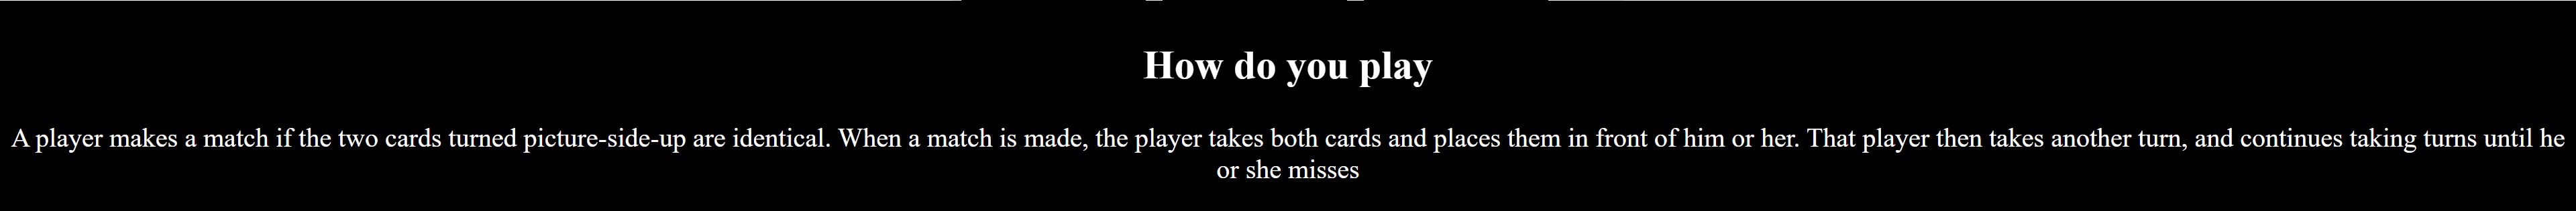 How do you play
A player makes a match if the two cards turned picture-side-up are identical. When a match is made, the player takes both cards and places them in front of him or her. That player then takes another turn, and continues taking turns until he
or she misses